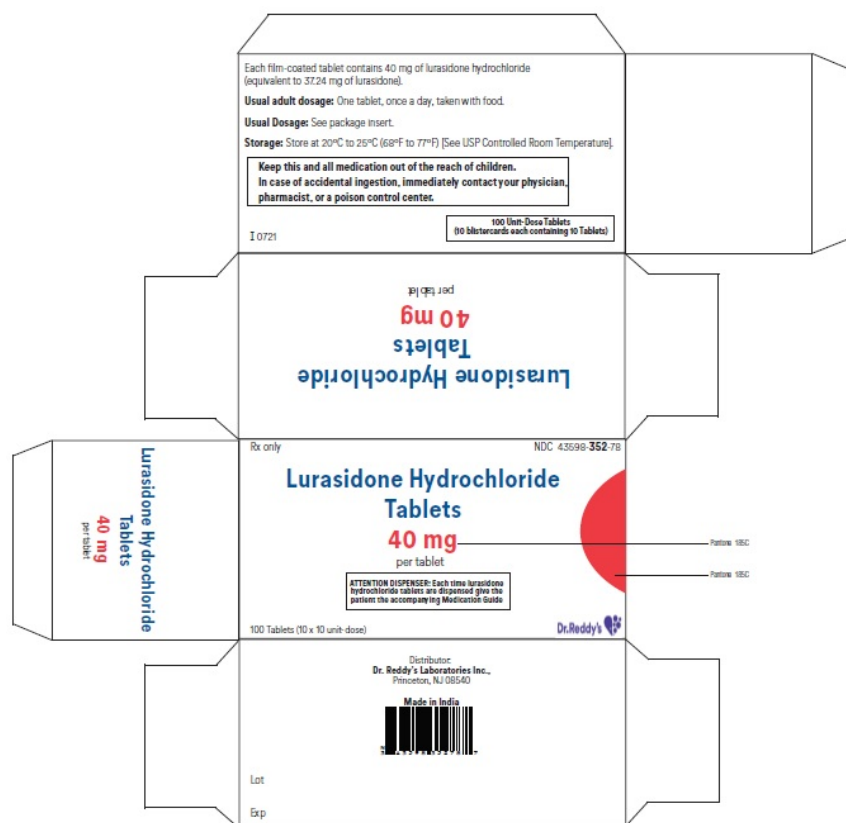 Each film-coated tablet contains 40 mg of lurasidone hydrochloride
(equivalent to 37.24 mg of lurasidone).
Usual adult dosage: One tablet, once a day, taken with food.
Usual Dosage: See package insert.
Storage: Store at 20°C to 25°C (68°F to 77°F) [See USP Controlled Room Temperature].
Keep this and all medication out of the reach of children.
In case of accidental ingestion, immediately contact your physician,
pharmacist, or a poison control center.
100 Unit-Dose Tablets
(10 blistercards each containing 10 Tablets)
I 0721
Lurasidone Hydrochloride
Tablets
40 mg
per tablet
Lurasidone Hydrochloride
Tablets
40 mg
per tablet
Rx only
NDC 43598-352-78
Lurasidone Hydrochloride
Tablets
40 mg
per tablet
Pantone 185C
Pantone 185C
ATTENTION DISPENSER: Each time lurasidone
hydrochloride tablets are dispensed give the
patient the accompanying Medication Guide
100 Tablets (10 x 10 unit-dose)
Dr.Reddy's
Distributor:
Dr. Reddy's Laboratories Inc.,
Princeton, NJ 08540
Made in India
Lot
Exp